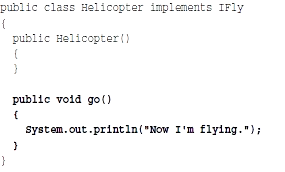 public class Helicopter implements IFly
{
  public Helicopter()
  {
  }

  public void go()
  {
    System.out.println("Now I'm flying.");
  }
}